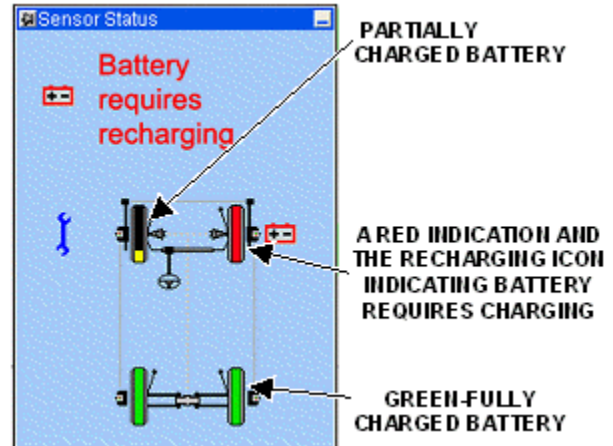 Sensor Status
Battery
requires
recharging
PARTIALLY
CHARGED BATTERY
A RED INDICATION AND
THE RECHARGING ICON
INDICATING BATTERY
REQUIRES CHARGING
GREEN-FULLY
CHARGED BATTERY